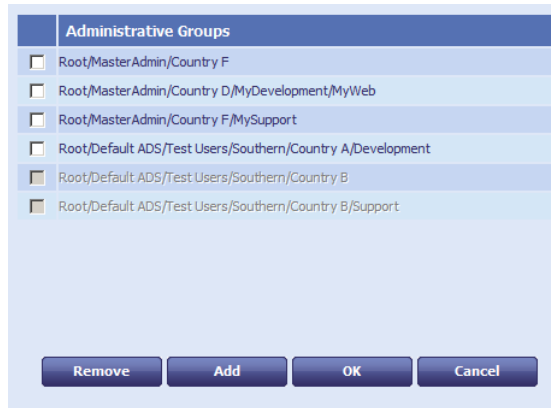 Administrative Groups
Root/MasterAdmin/Country F
Root/MasterAdmin/Country D/MyDevelopment/MyWeb
Root/MasterAdmin/Country F/MySupport
Root/Default ADS/Test Users/Southern/Country A/Development
Root/Default ADS/Test Users/Southern/Country B
Root/Default ADS/Test Users/Southern/Country B/Support
Remove Add OK Cancel